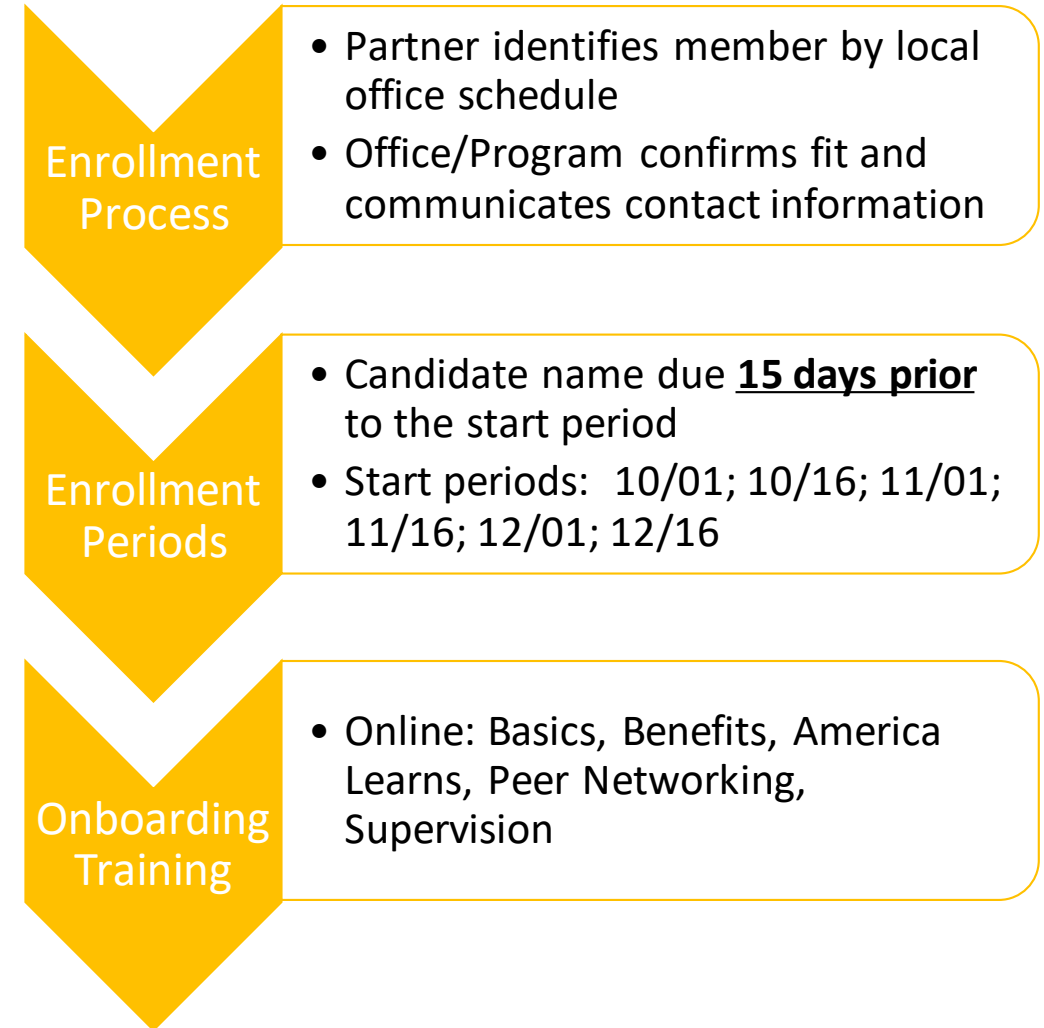 Enrollment
Process
• Partner identifies member by local
office schedule
• Office/Program confirms fit and
communicates contact information
Enrollment
Periods
• Candidate name due 15 days prior
to the start period
• Start periods: 10/01; 10/16; 11/01;
11/16; 12/01; 12/16
Onboarding
Training
• Online: Basics, Benefits, America
Learns, Peer Networking,
Supervision